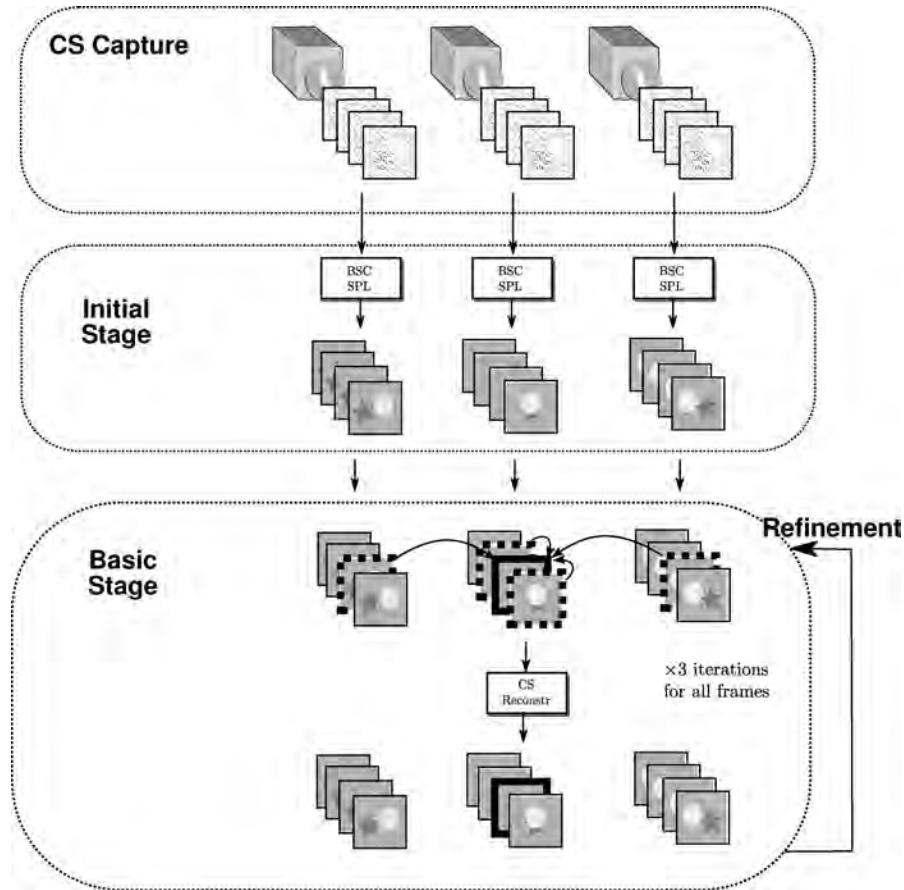 CS Capture
BSC
SPL
BSC
SPL
BSC
SPL
Initial
Stage
Refinement
Basic
Stage
×3 iterations
for all frames
CS
Reconstr